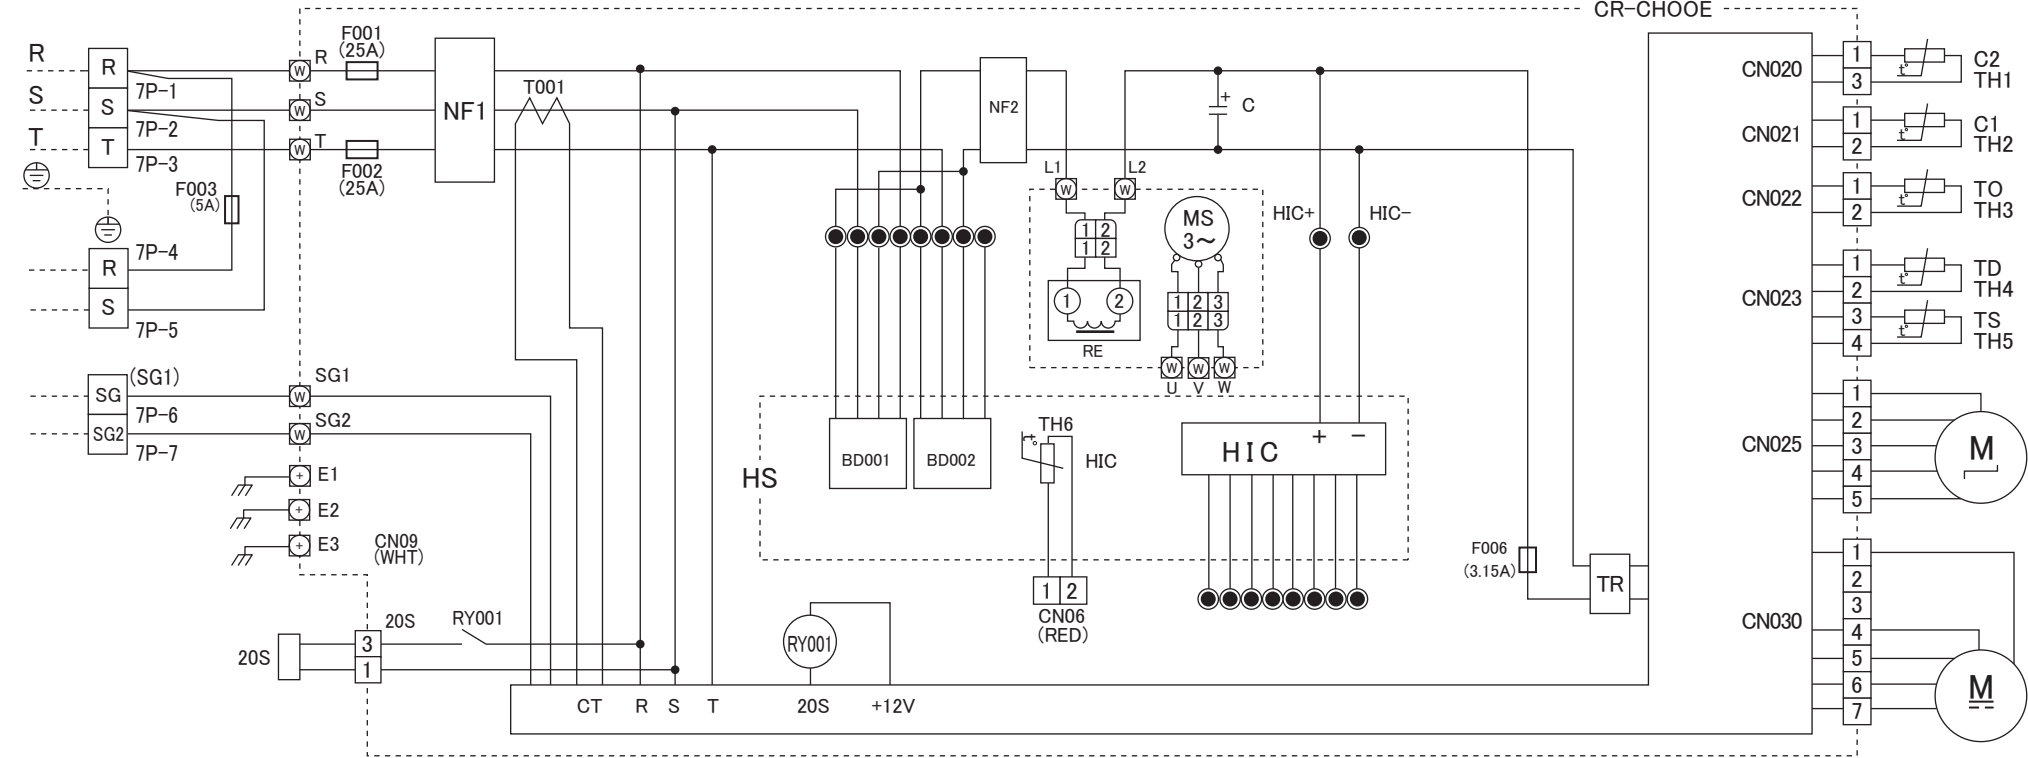 CR-CH00E
R
S
T
R
S
T
7P-1
7P-2
7P-3
F003
(5A)
R
S
7P-4
7P-5
SG
SG2
(SG1)
7P-6
7P-7
W R
W S
W T
F001
(25A)
F002
(25A)
NF1
T001
W SG1
W SG2
+ E1
+ E2
+ E3
CN09
(WHT)
20S
3
1
20S
RY001
NF2
+ C
L1
W
L2
W
1 2
1 2
1 2
RE
MS
3~
1 2 3
1 2 3
W W W
U V W
HIC+
HIC-
HS
BD001
BD002
TH6
t°
HIC
1 2
CN06
(RED)
HIC
+ -
RY001
F006
(3.15A)
TR
CT R S T 20S +12V
CN020
1
3
t°
C2
TH1
CN021
1
2
t°
C1
TH2
CN022
1
2
t°
TO
TH3
CN023
1
2
3
4
t°
TD
TH4
t°
TS
TH5
CN025
1
2
3
4
5
M
CN030
1
2
3
4
5
6
7
M